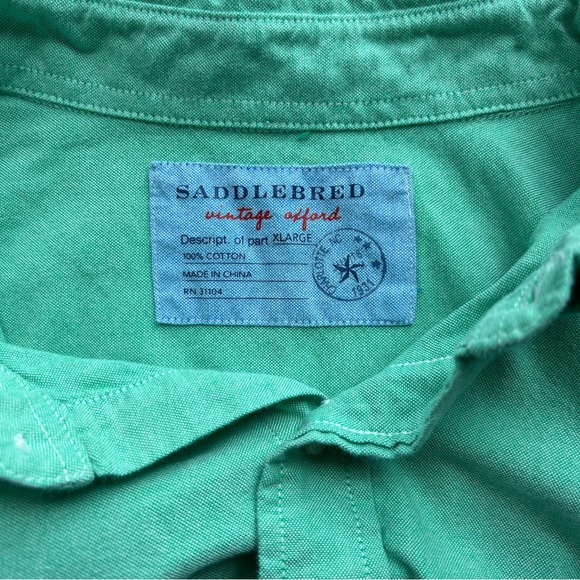 SADDLEBRED
vintage oxford
Descript. of part XLARGE
100% COTTON
MADE IN CHINA
RN 31104
CHARLOTTE NC
1931